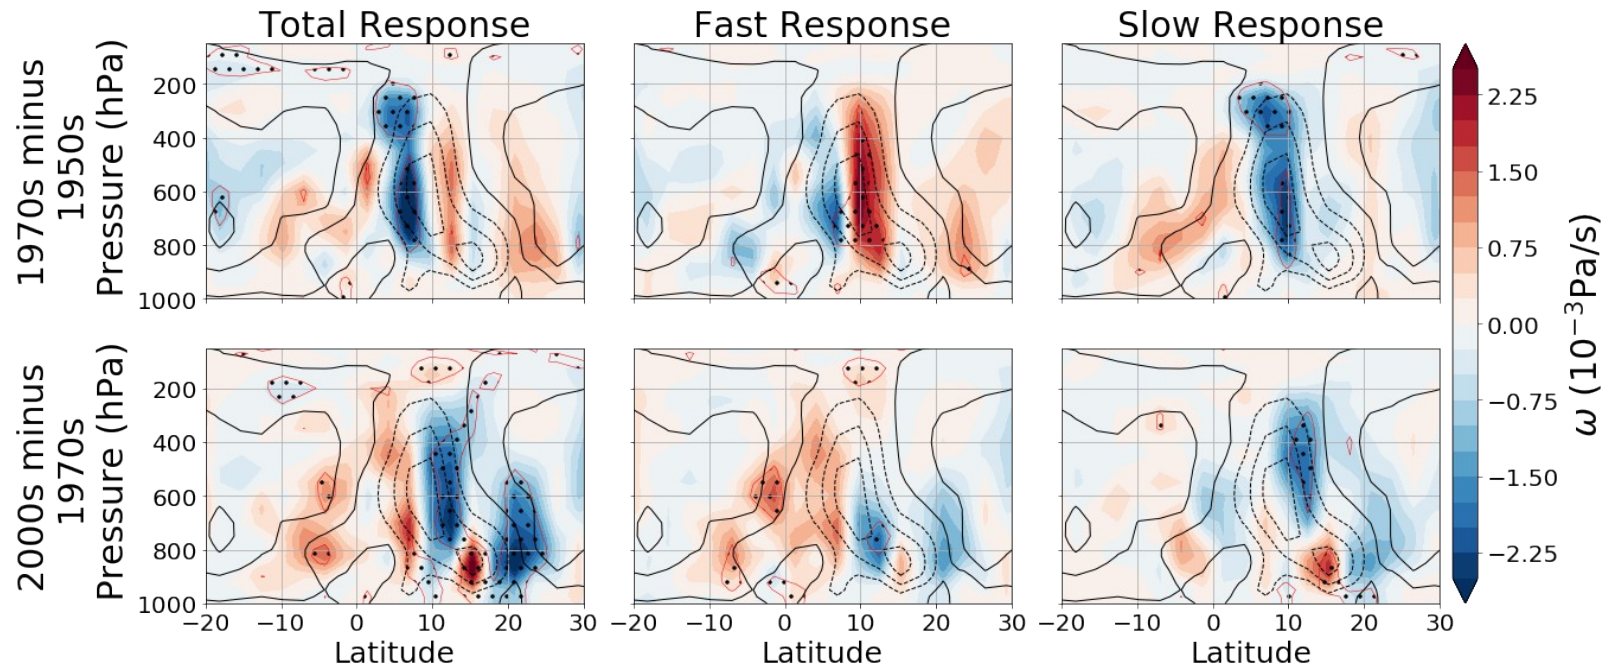 Total Response Fast Response Slow Response
1970s minus
1950s
Pressure (hPa)
200
400
600
800
1000
2.25
1.50
0.75
0.00
−0.75
−1.50
−2.25
ω (10⁻³Pa/s)
2000s minus
1970s
Pressure (hPa)
200
400
600
800
1000
−20 −10 0 10 20 30 −20 −10 0 10 20 30 −20 −10 0 10 20 30
Latitude Latitude Latitude